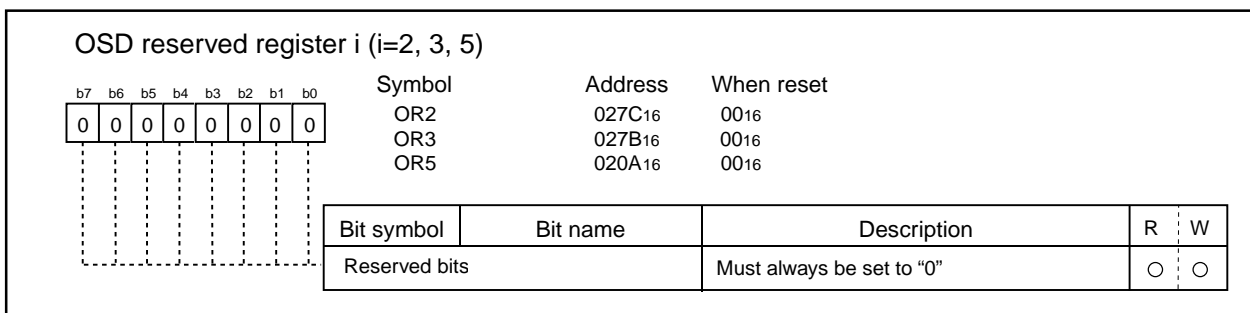 OSD reserved register i (i=2, 3, 5)
b7 b6 b5 b4 b3 b2 b1 b0
0 0 0 0 0 0 0 0
Symbol Address When reset
OR2 027C16 0016
OR3 027B16 0016
OR5 020A16 0016
Bit symbol Bit name Description R W
Reserved bits Must always be set to “0” ○ ○